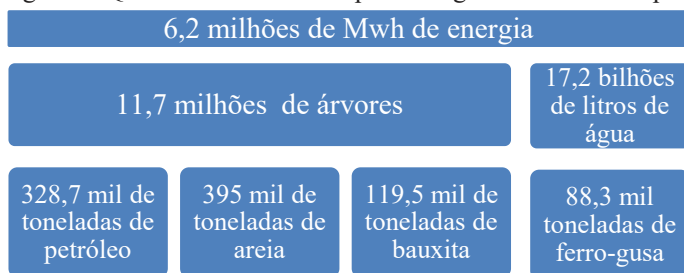 6,2 milhões de Mwh de energia
11,7 milhões  de árvores
17,2 bilhões
de litros de
água
328,7 mil de
toneladas de
petróleo
395 mil de
toneladas de
areia
119,5 mil de
toneladas de
bauxita
88,3 mil
toneladas de
ferro-gusa